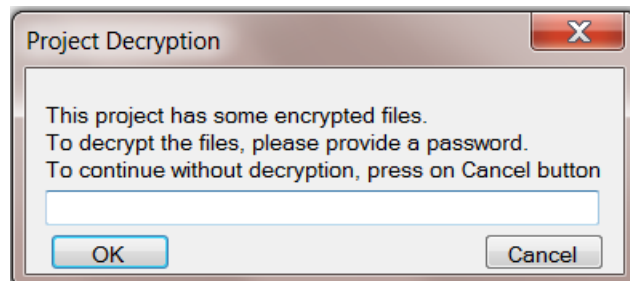 Project Decryption
This project has some encrypted files.
To decrypt the files, please provide a password.
To continue without decryption, press on Cancel button
OK
Cancel